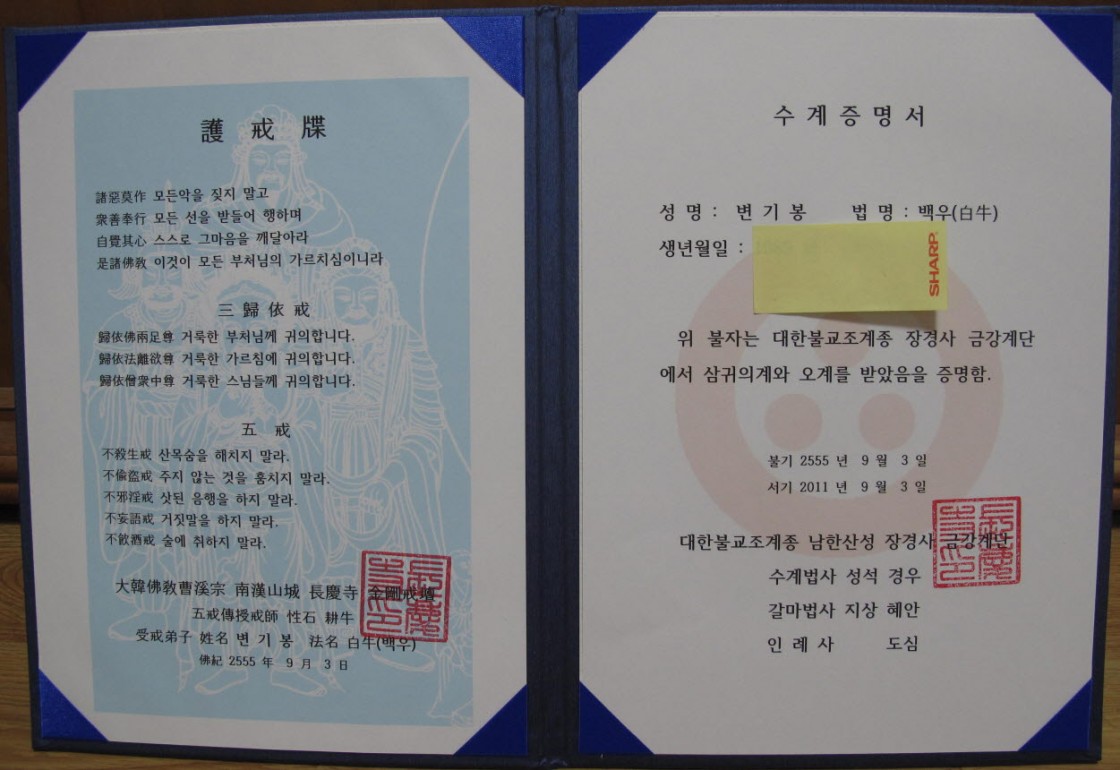 護戒牒
諸惡莫作 모든악을 짖지 말고
衆善奉行 모든 선을 받들어 행하며
自覺其心 스스로 그마음을 깨달아라
是諸佛敎 이것이 모든 부처님의 가르치심이니라
三歸依戒
歸依佛兩足尊 거룩한 부처님께 귀의합니다.
歸依法離欲尊 거룩한 가르침에 귀의합니다.
歸依僧衆中尊 거룩한 스님들께 귀의합니다.
五戒
不殺生戒 산목숨을 해치지 말라.
不偸盜戒 주지 않는 것을 훔치지 말라.
不邪淫戒 삿된 음행을 하지 말라.
不妄語戒 거짓말을 하지 말라.
不飮酒戒 술에 취하지 말라.
大韓佛敎曹溪宗 南漢山城 長慶寺 金剛戒壇
五戒傳授戒師 性石 耕牛
受戒弟子 姓名 변기봉 法名 白牛(백우)
佛紀 2555 年 9 月 3 日
수계증명서
성명 : 변기봉 법명 : 백우(白牛)
생년월일 :
SHARP
위 불자는 대한불교조계종 장경사 금강계단
에서 삼귀의계와 오계를 받았음을 증명함.
불기 2555 년 9 월 3 일
서기 2011 년 9 월 3 일
대한불교조계종 남한산성 장경사 금강계단
수계법사 성석 경우
갈마법사 지상 혜안
인례사 도심